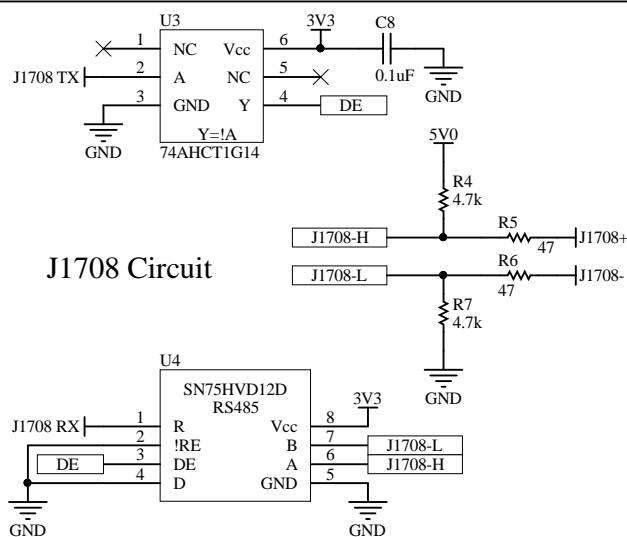 U3
3V3
C8
1 NC Vcc 6
J1708 TX 2 A NC 5 0.1uF
3 GND Y 4 DE GND
Y=!A
GND 74AHCT1G14
5V0
R4
4.7k
J1708-H R5 47 J1708+
J1708 Circuit
J1708-L R6 47 J1708-
R7
4.7k
GND
U4
SN75HVD12D
RS485
3V3
J1708 RX 1 R Vcc 8
2 !RE B 7 J1708-L
DE 3 DE A 6 J1708-H
4 D GND 5
GND GND